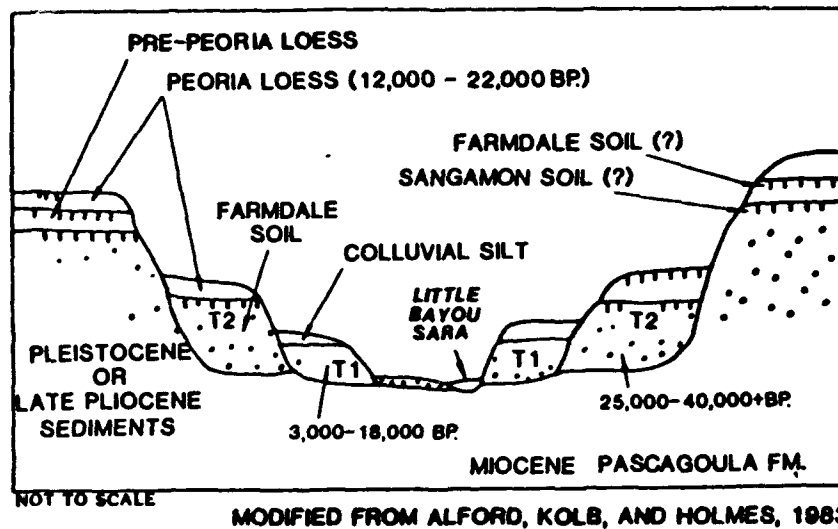 PRE-PEORIA LOESS
PEORIA LOESS (12,000 - 22,000 BP.)
FARMDALE SOIL (?)
SANGAMON SOIL (?)
FARMDALE
SOIL
COLLUVIAL SILT
LITTLE
BAYOU
SARA
T2
T2
T1
T1
PLEISTOCENE
OR
LATE PLIOCENE
SEDIMENTS
25,000-40,000+BP.
3,000-18,000 BP.
MIOCENE PASCAGOULA FM.
NOT TO SCALE
MODIFIED FROM ALFORD, KOLB, AND HOLMES,